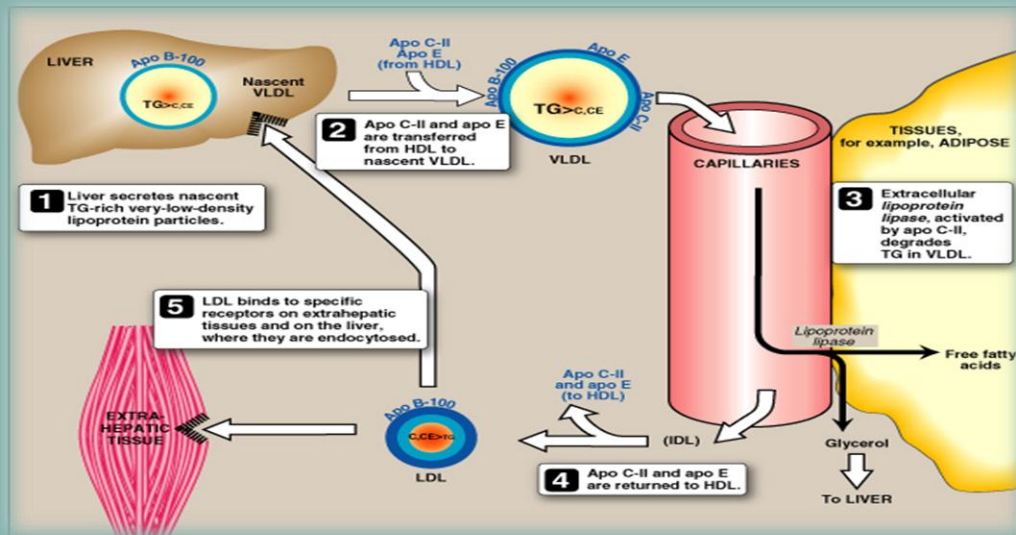 LIVER
Apo B-100
TG>C,CE
Nascent
VLDL
Apo C-II
Apo E
(from HDL)
Apo B-100
Apo E
Apo C-II
TG>C,CE
VLDL
1 Liver secretes nascent
TG-rich very-low-density
lipoprotein particles.
2 Apo C-II and apo E
are transferred
from HDL to
nascent VLDL.
CAPILLARIES
TISSUES,
for example, ADIPOSE
3 Extracellular
lipoprotein
lipase, activated
by apo C-II,
degrades
TG in VLDL.
Lipoprotein
lipase
Free fatty
acids
Glycerol
To LIVER
(IDL)
Apo C-II
and apo E
(to HDL)
4 Apo C-II and apo E
are returned to HDL.
Apo B-100
C,CE>TG
LDL
5 LDL binds to specific
receptors on extrahepatic
tissues and on the liver,
where they are endocytosed.
EXTRA-
HEPATIC
TISSUE